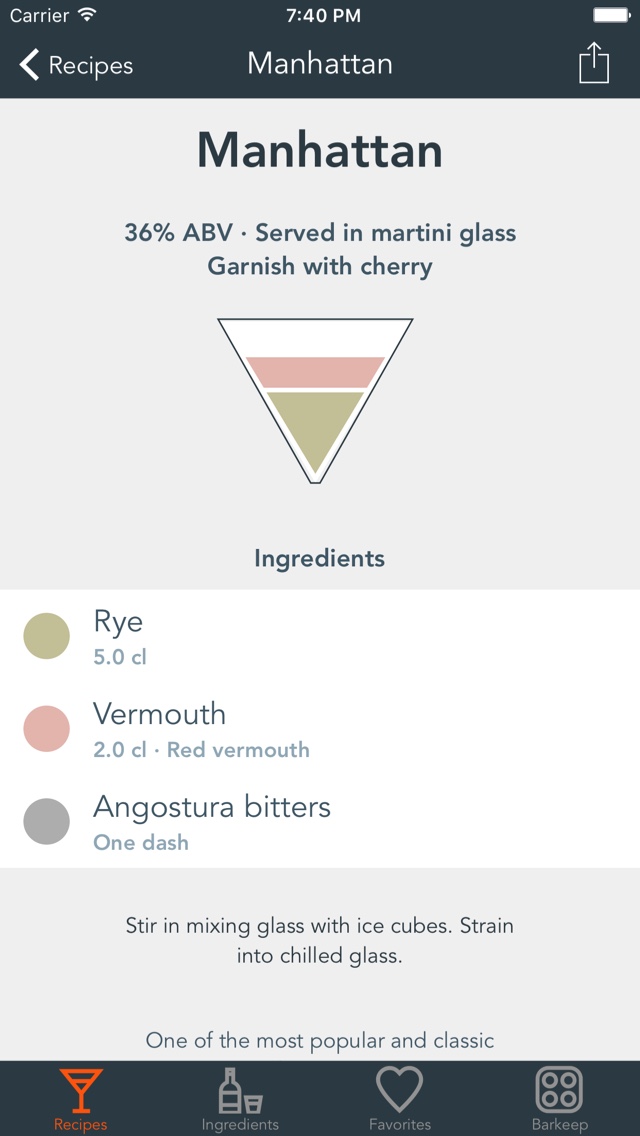 Carrier 7:40 PM
Recipes Manhattan
Manhattan
36% ABV · Served in martini glass
Garnish with cherry
Ingredients
Rye
5.0 cl
Vermouth
2.0 cl · Red vermouth
Angostura bitters
One dash
Stir in mixing glass with ice cubes. Strain
into chilled glass.
One of the most popular and classic
Recipes Ingredients Favorites Barkeep